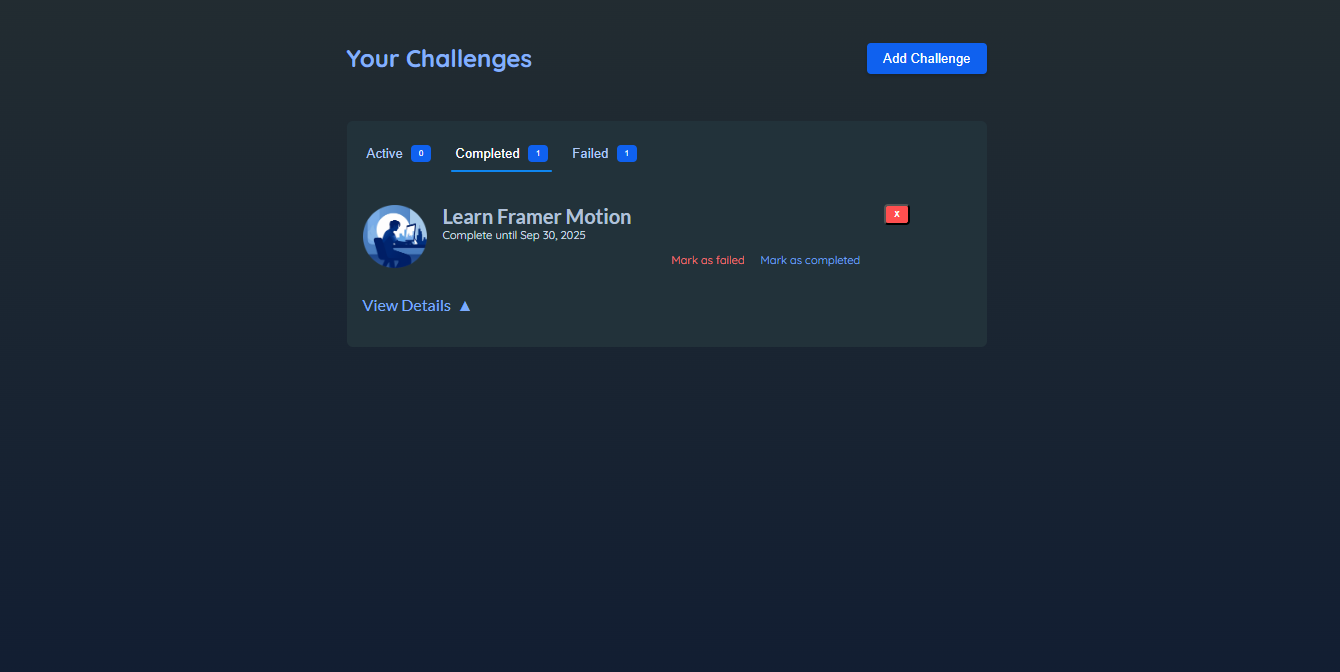 Your Challenges
Add Challenge
Active 0 Completed 1 Failed 1
Learn Framer Motion
x
Complete until Sep 30, 2025
Mark as failed Mark as completed
View Details ▲